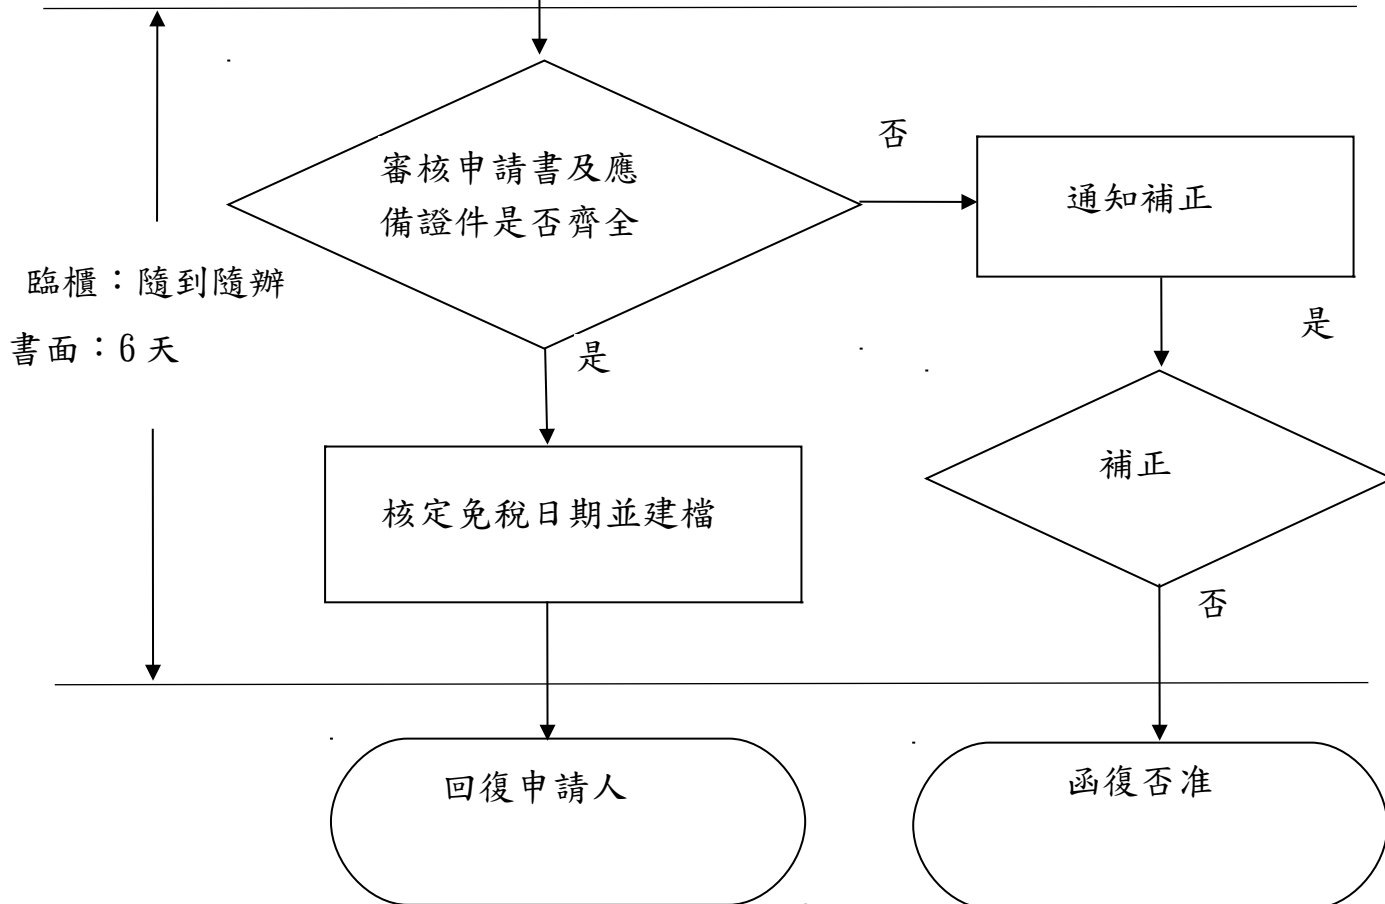 否
審核申請書及應
備證件是否齊全
通知補正
臨櫃：隨到隨辦
書面：6天
是
是
補正
核定免稅日期並建檔
否
回復申請人
函復否准